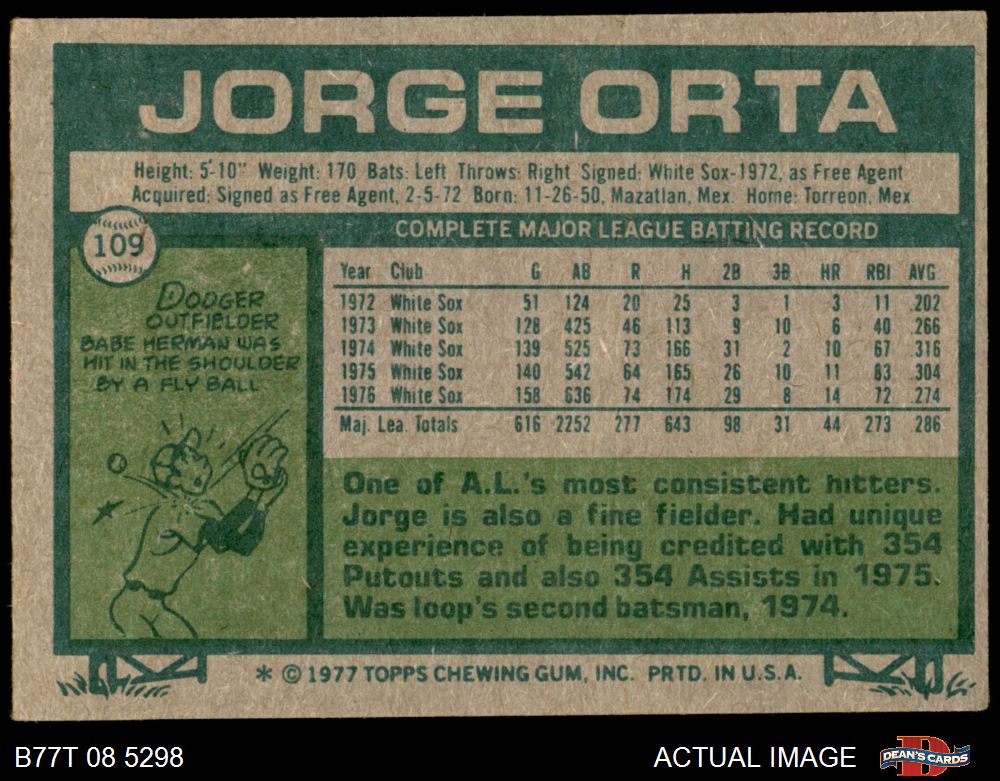 JORGE ORTA
Height: 5'-10" Weight: 170 Bats: Left Throws: Right Signed: White Sox-1972, as Free Agent
Acquired: Signed as Free Agent, 2-5-72 Born: 11-26-50, Mazatlan, Mex. Home: Torreon, Mex.
109
COMPLETE MAJOR LEAGUE BATTING RECORD
Year Club G AB R H 2B 3B HR RBI AVG.
1972 White Sox 51 124 20 25 3 1 3 11 .202
1973 White Sox 128 425 46 113 9 10 6 40 .266
1974 White Sox 139 525 73 166 31 2 10 67 .316
1975 White Sox 140 542 64 165 26 10 11 83 .304
1976 White Sox 158 636 74 174 29 8 14 72 .274
Maj. Lea. Totals 616 2252 277 643 98 31 44 273 .286
DODGER
OUTFIELDER
BABE HERMAN WAS
HIT IN THE SHOULDER
BY A FLY BALL.
One of A.L.'s most consistent hitters.
Jorge is also a fine fielder. Had unique
experience of being credited with 354
Putouts and also 354 Assists in 1975.
Was loop's second batsman, 1974.
* © 1977 TOPPS CHEWING GUM, INC. PRTD. IN U.S.A.
B77T 08 5298
ACTUAL IMAGE
D
DEAN'S CARDS